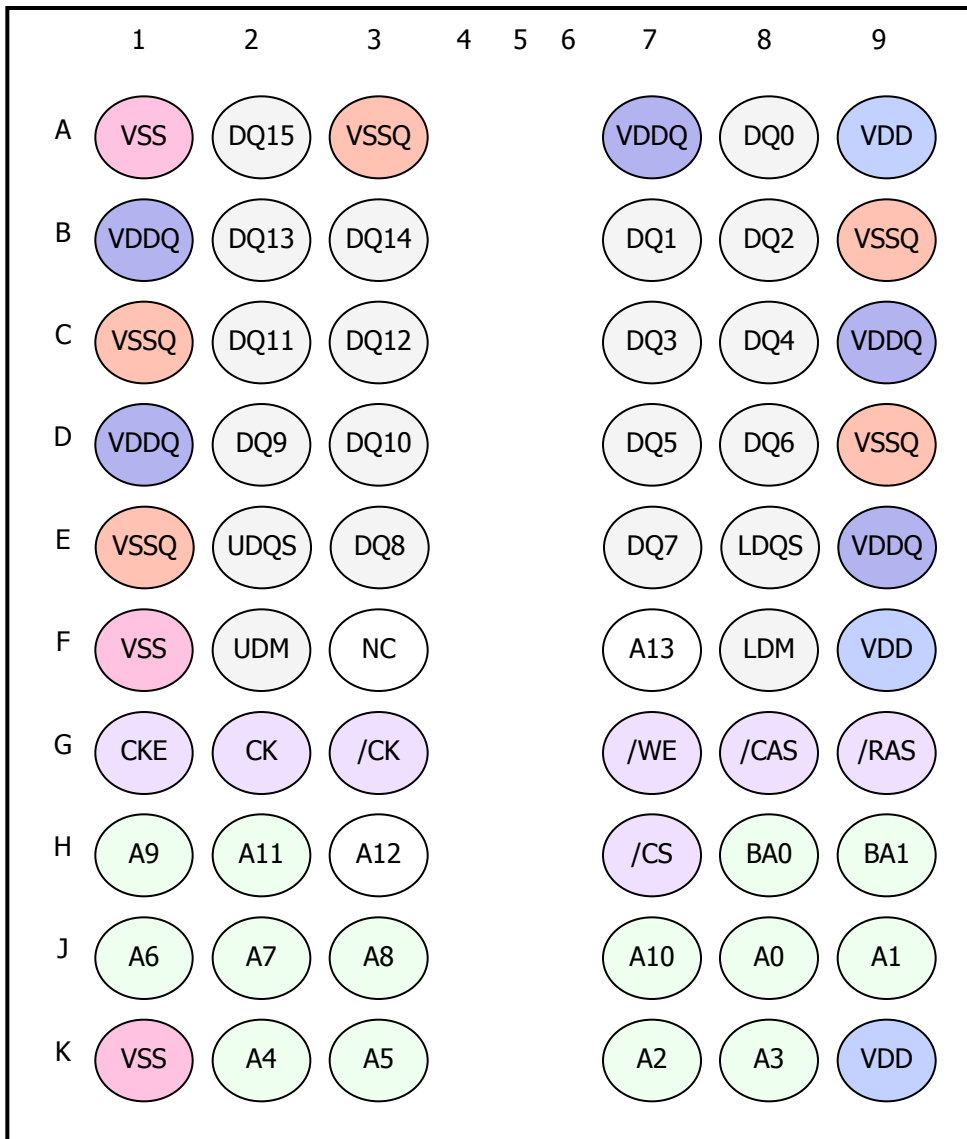 1 2 3 4 5 6 7 8 9
A VSS DQ15 VSSQ VDDQ DQ0 VDD
B VDDQ DQ13 DQ14 DQ1 DQ2 VSSQ
C VSSQ DQ11 DQ12 DQ3 DQ4 VDDQ
D VDDQ DQ9 DQ10 DQ5 DQ6 VSSQ
E VSSQ UDQS DQ8 DQ7 LDQS VDDQ
F VSS UDM NC A13 LDM VDD
G CKE CK /CK /WE /CAS /RAS
H A9 A11 A12 /CS BA0 BA1
J A6 A7 A8 A10 A0 A1
K VSS A4 A5 A2 A3 VDD